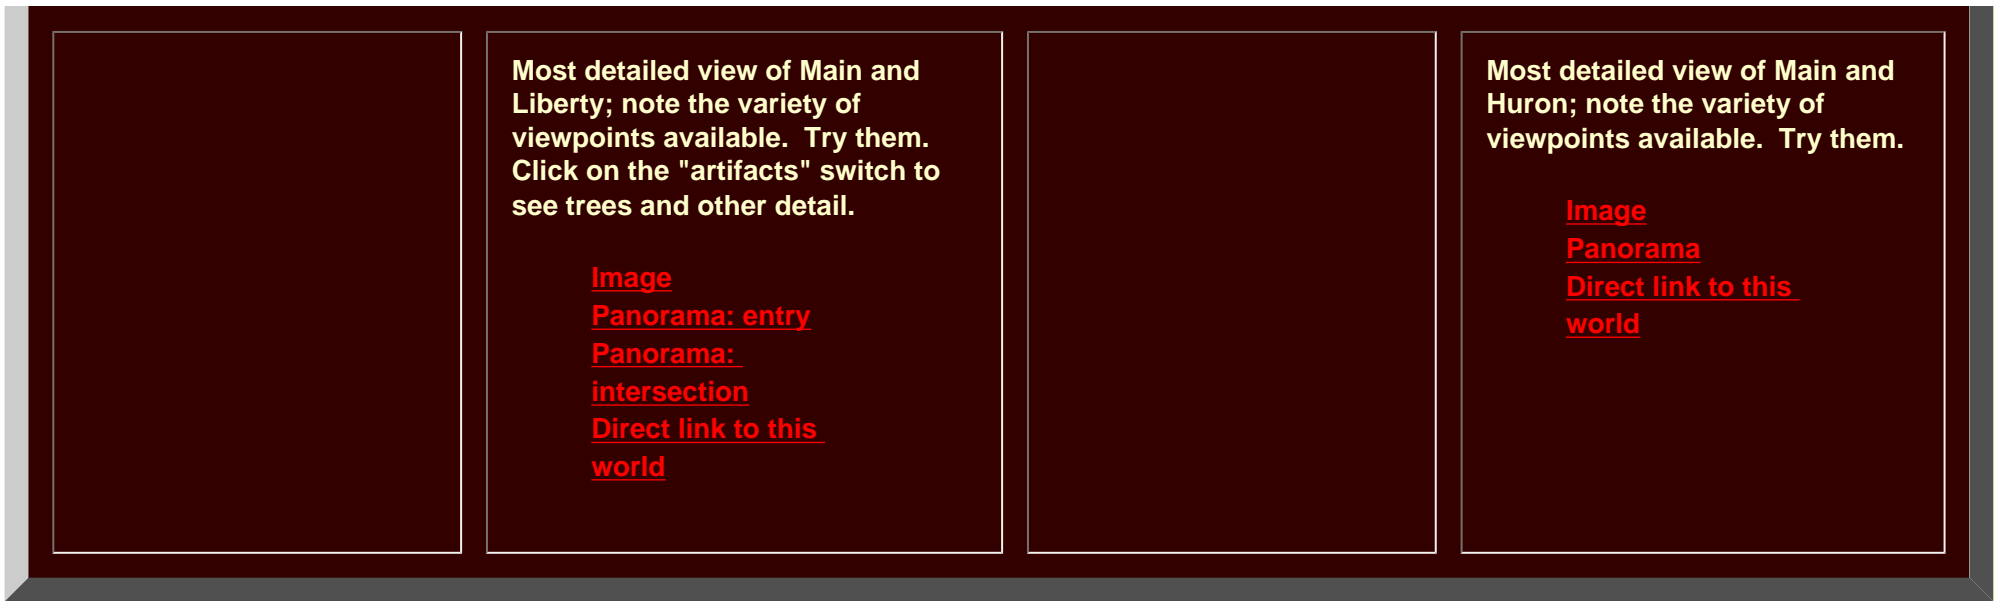 Most detailed view of Main and
Liberty; note the variety of
viewpoints available.  Try them.
Click on the "artifacts" switch to
see trees and other detail.
Image
Panorama: entry
Panorama:
intersection
Direct link to this
world
Most detailed view of Main and
Huron; note the variety of
viewpoints available.  Try them.
Image
Panorama
Direct link to this
world